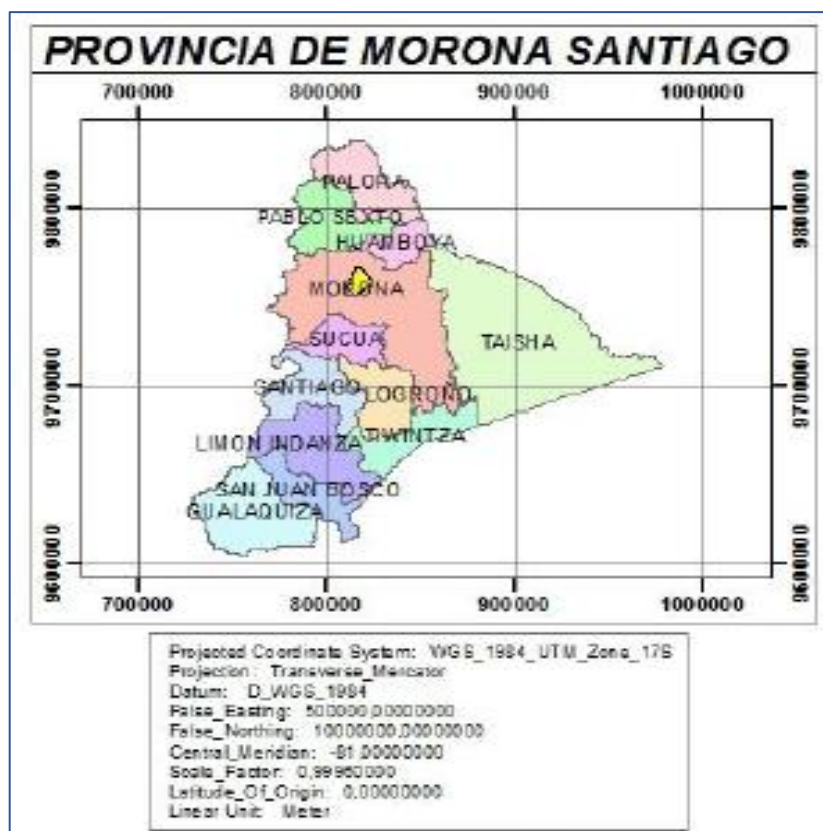 PROVINCIA DE MORONA SANTIAGO
700000 800000 900000 1000000
9800000 9800000
PALORA
PABLO SEXTO
HUAMBOYA
MORONA
SUCUA
TAISHA
9700000 9700000
SANTIAGO
LOGROÑO
TIWINTZA
LIMON INDANZA
SAN JUAN BOSCO
GUALAQUIZA
9600000 9600000
700000 800000 900000 1000000
Projected Coordinate System: WGS_1984_UTM_Zone_17S
Projection: Transverse_Mercator
Datum: D_WGS_1984
False_Easting: 500000,00000000
False_Northing: 10000000,00000000
Central_Meridian: -81,00000000
Scale_Factor: 0,99960000
Latitude_Of_Origin: 0,00000000
Linear Unit: Meter